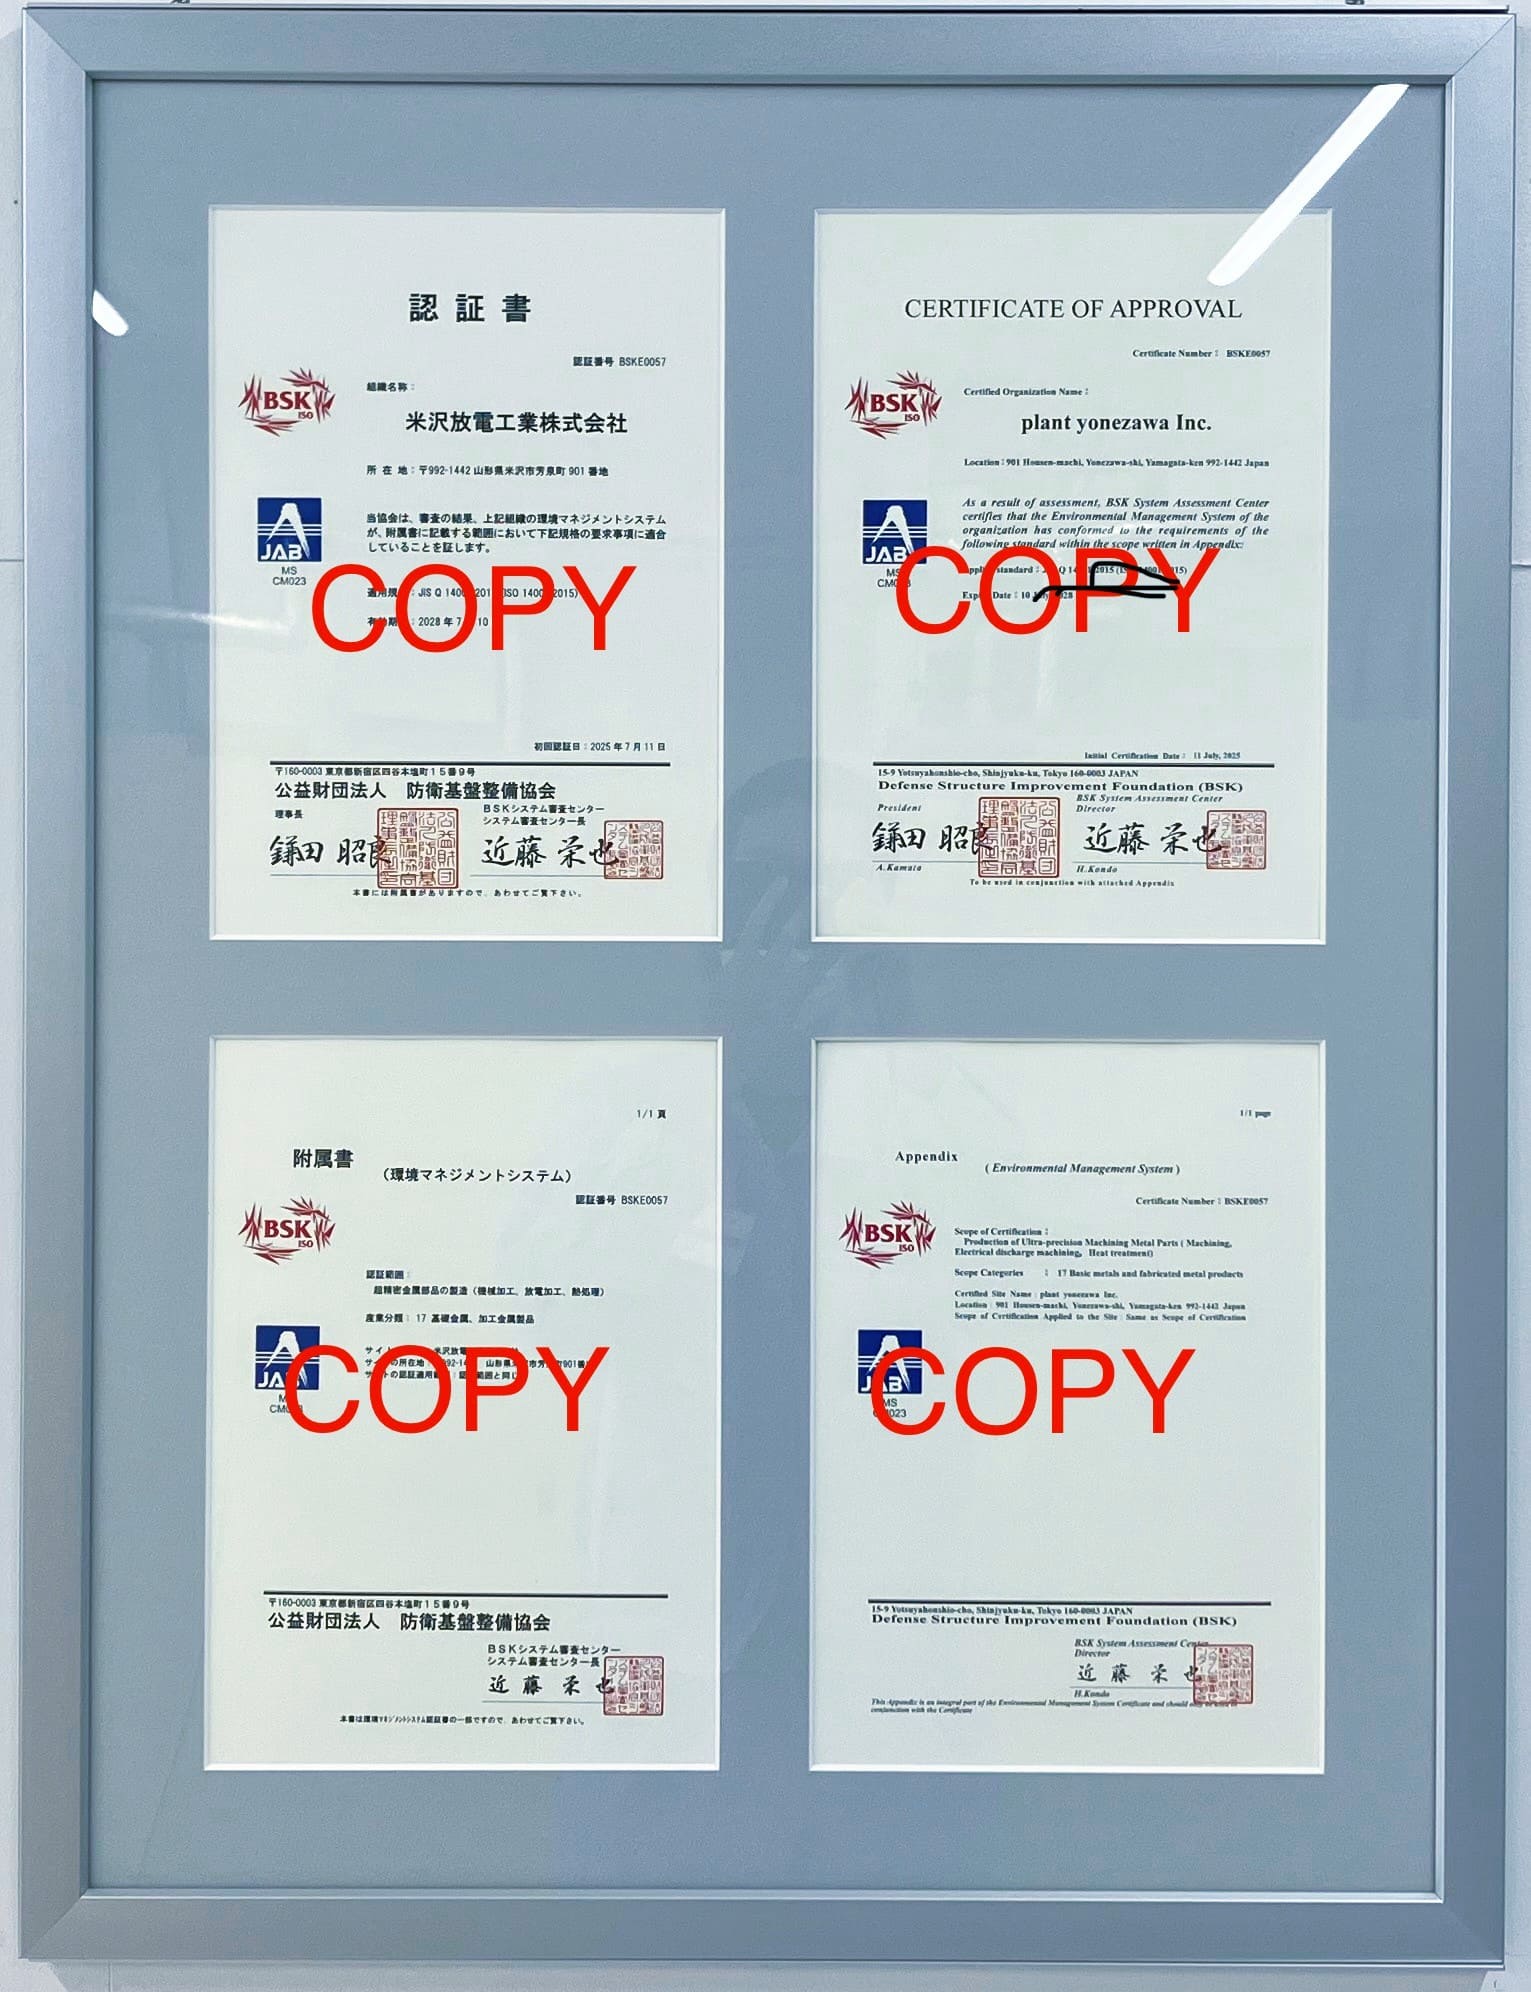 認証書
認証番号 BSKE0057
BSK
ISO
組織名称：
米沢放電工業株式会社
所 在 地：〒992-1442 山形県米沢市芳泉町 901 番地
JAB
MS
CM023
当協会は、審査の結果、上記組織の環境マネジメントシステム
が、附属書に記載する範囲において下記規格の要求事項に適合
していることを証します。
COPY
初回認証日：2025 年 7 月 11 日
〒160-0003 東京都新宿区四谷本塩町１５番９号
公益財団法人 防衛基盤整備協会
理事長
鎌田 昭良
BSKシステム審査センター
システム審査センター長
近藤 栄也
本書には附属書がありますので、あわせてご覧下さい。
CERTIFICATE OF APPROVAL
Certificate Number： BSKE0057
BSK
ISO
Certified Organization Name：
plant yonezawa Inc.
Location：901 Housen-machi, Yonezawa-shi, Yamagata-ken 992-1442 Japan
JAB
MS
As a result of assessment, BSK System Assessment Center
certifies that the Environmental Management System of the
organization has conformed to the requirements of the
following standard within the scope written in Appendix:
COPY
Initial Certification Date： 11 July, 2025
15-9 Yotsuyahonshio-cho, Shinjyuku-ku, Tokyo 160-0003 JAPAN
Defense Structure Improvement Foundation (BSK)
President
鎌田 昭良
A.Kamata
BSK System Assessment Center
Director
近藤 栄也
H.Kondo
To be used in conjunction with attached Appendix
1/1 頁
附属書
（環境マネジメントシステム）
認証番号 BSKE0057
BSK
ISO
認証範囲：
超精密金属部品の製造（機械加工、放電加工、熱処理）
産業分類： 17 基礎金属、加工金属製品
JAB
COPY
〒160-0003 東京都新宿区四谷本塩町１５番９号
公益財団法人 防衛基盤整備協会
BSKシステム審査センター
システム審査センター長
近藤 栄也
本書は環境ﾏﾈｼﾞﾒﾝﾄｼｽﾃﾑ認証書の一部ですので、あわせてご覧下さい。
1/1 page
Appendix
( Environmental Management System )
Certificate Number：BSKE0057
BSK
ISO
Scope of Certification：
Production of Ultra-precision Machining Metal Parts ( Machining,
Electrical discharge machining, Heat treatment)
Scope Categories ： 17 Basic metals and fabricated metal products
Certified Site Name : plant yonezawa Inc.
Location : 901 Housen-machi, Yonezawa-shi, Yamagata-ken 992-1442 Japan
Scope of Certification Applied to the Site : Same as Scope of Certification
JAB
MS
COPY
15-9 Yotsuyahonshio-ku, Shinjyuku-ku, Tokyo 160-0003 JAPAN
Defense Structure Improvement Foundation (BSK)
BSK System Assessment Center
Director
近藤 栄也
H.Kondo
This Appendix is an integral part of the Environmental Management System Certificate and should
conjunction with the Certificate